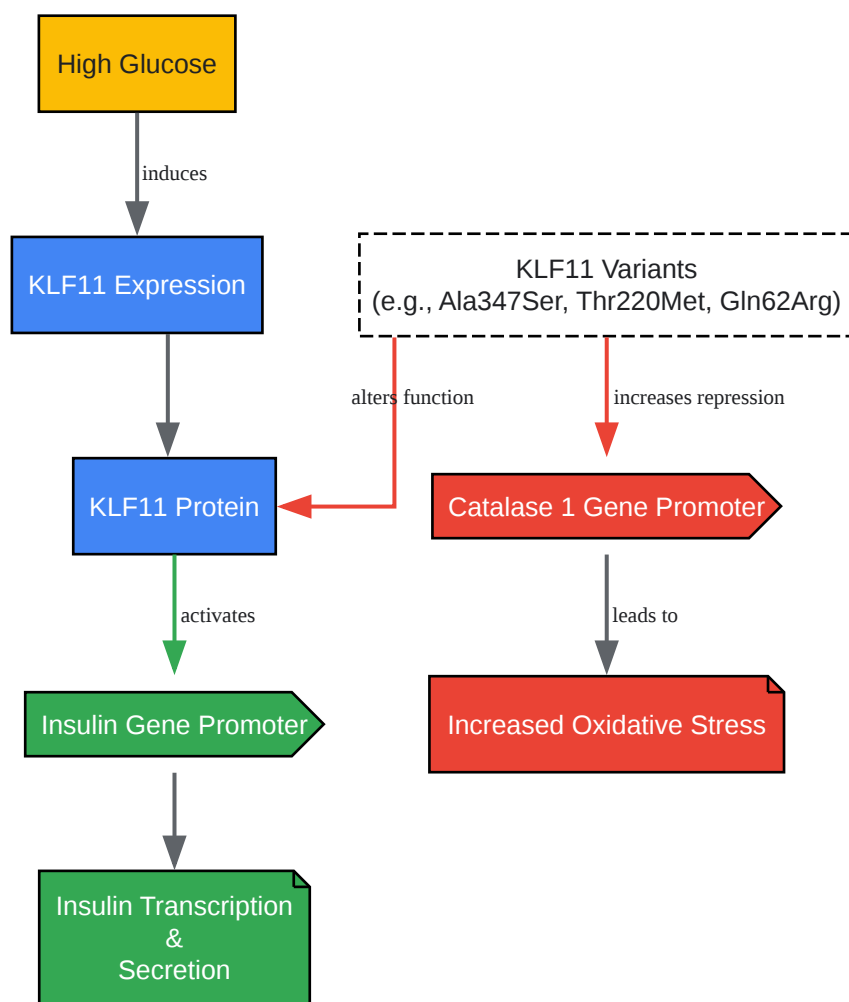 High Glucose
induces
KLF11 Expression
KLF11 Variants
(e.g., Ala347Ser, Thr220Met, Gln62Arg)
alters function
increases repression
KLF11 Protein
Catalase 1 Gene Promoter
activates
leads to
Insulin Gene Promoter
Increased Oxidative Stress
Insulin Transcription
&
Secretion